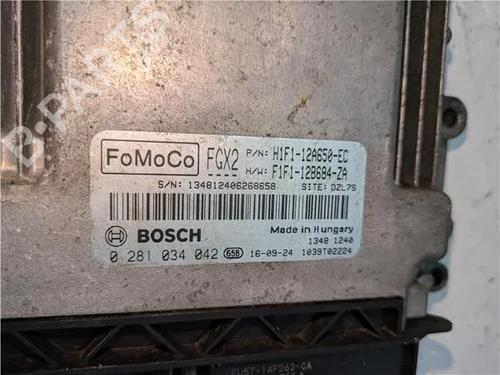 B-PARTS
FoMoCo FGX2 P/N: H1F1-12A650-EC
H/W: F1F1-12B684-ZA
S/N: 134812406268658 SITE: DZL7S
BOSCH Made in Hungary
1348 1240
0 281 034 042 65B 16-09-24 1039T02224